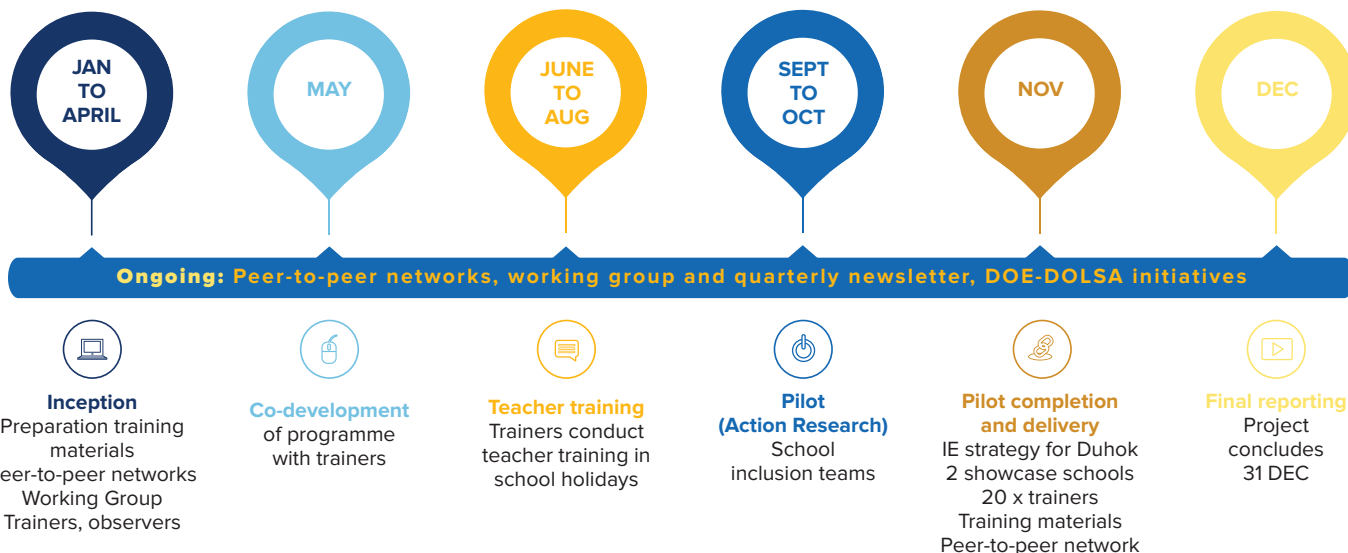 JAN
TO
APRIL
MAY
JUNE
TO
AUG
SEPT
TO
OCT
NOV
DEC
Ongoing: Peer-to-peer networks, working group and quarterly newsletter, DOE-DOLSA initiatives
Inception
Preparation training
materials
eer-to-peer networks
Working Group
Trainers, observers
Co-development
of programme
with trainers
Teacher training
Trainers conduct
teacher training in
school holidays
Pilot
(Action Research)
School
inclusion teams
Pilot completion
and delivery
IE strategy for Duhok
2 showcase schools
20 x trainers
Training materials
Peer-to-peer network
Final reporting
Project
concludes
31 DEC